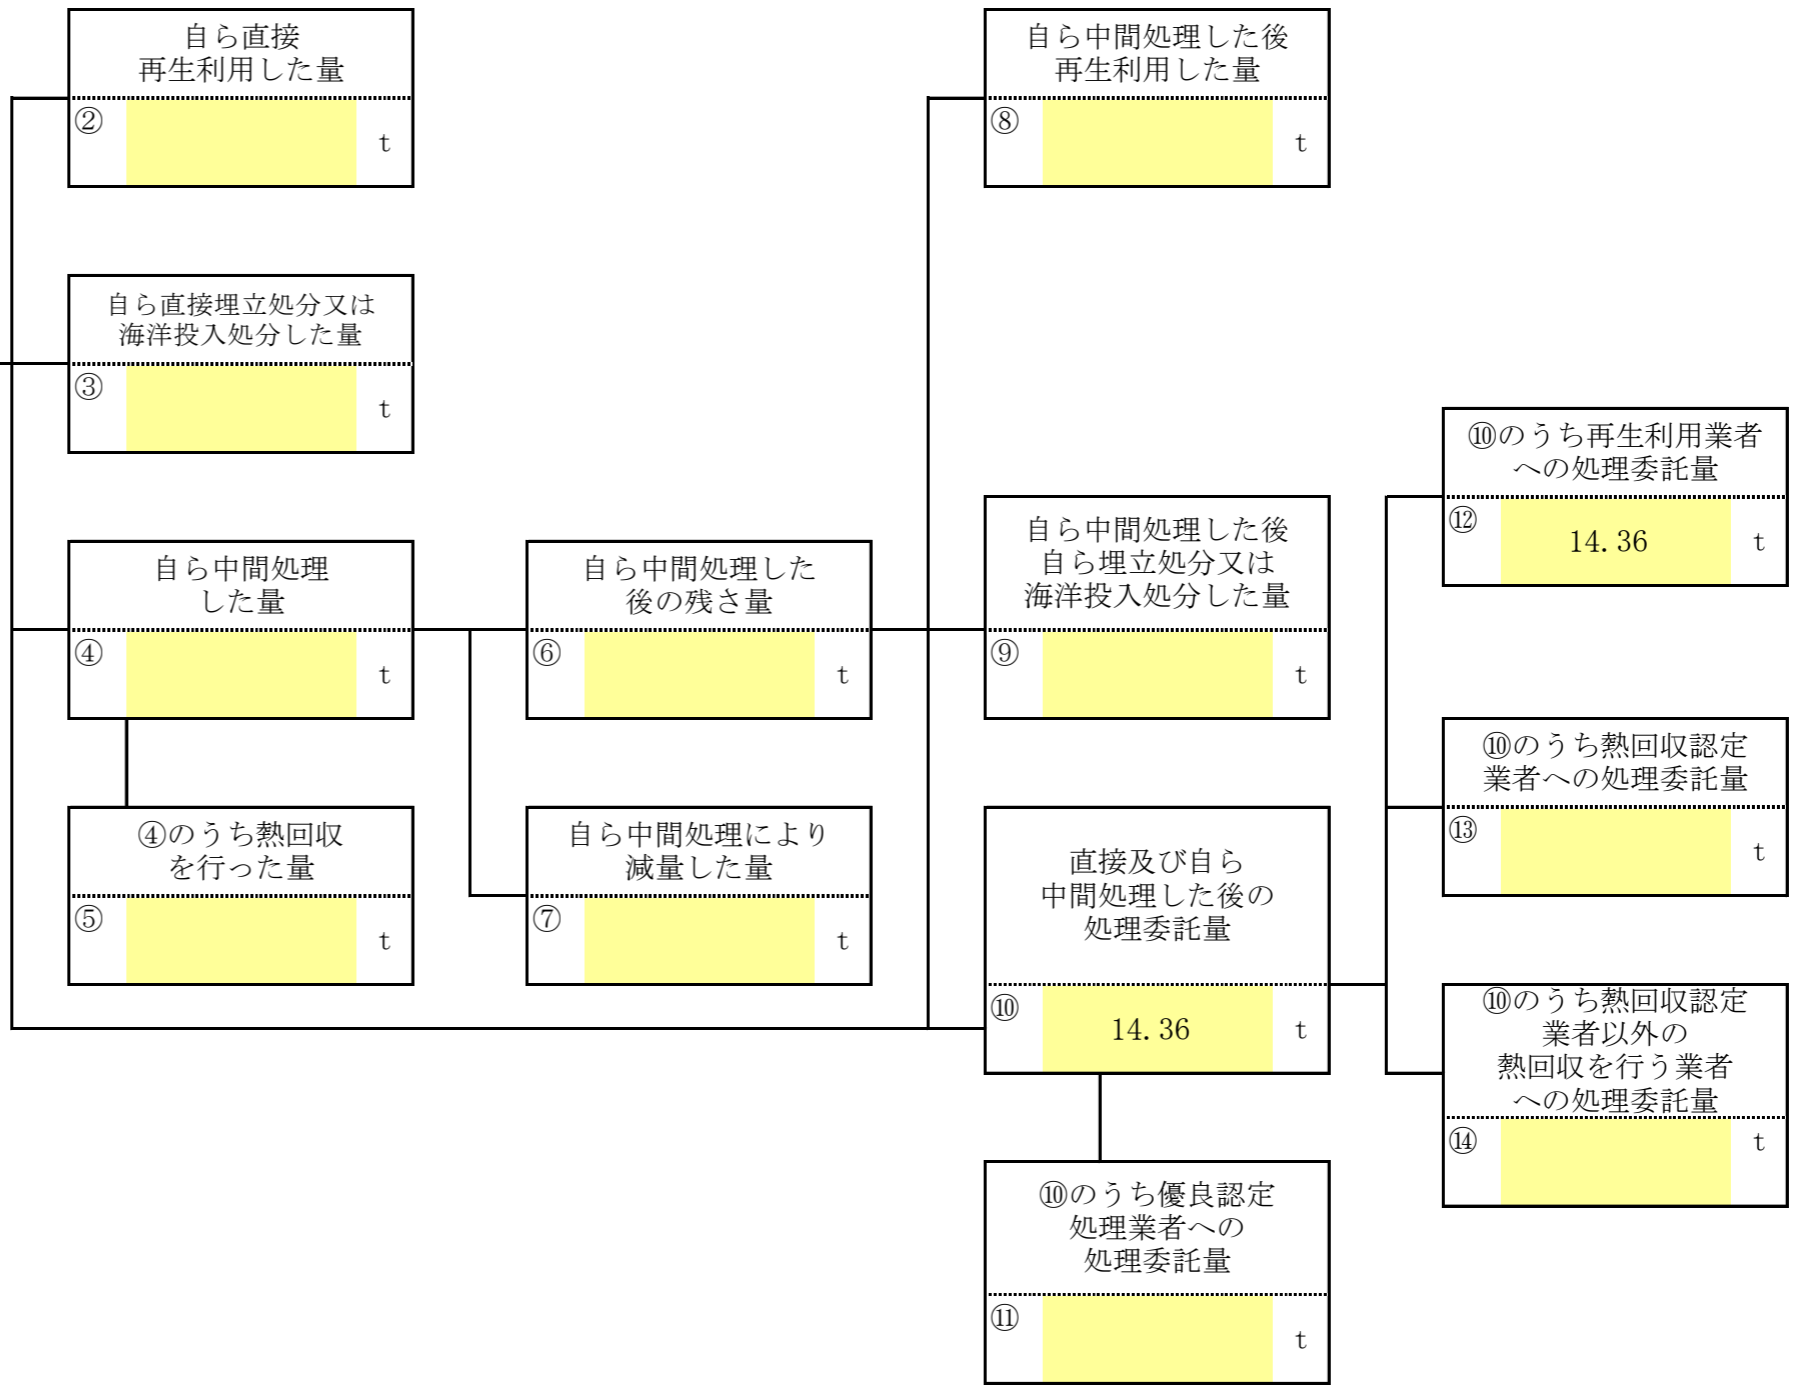 自ら直接
再生利用した量
②
t
自ら直接埋立処分又は
海洋投入処分した量
③
t
自ら中間処理
した量
④
t
④のうち熱回収
を行った量
⑤
t
自ら中間処理した
後の残さ量
⑥
t
自ら中間処理により
減量した量
⑦
t
自ら中間処理した後
再生利用した量
⑧
t
自ら中間処理した後
自ら埋立処分又は
海洋投入処分した量
⑨
t
直接及び自ら
中間処理した後の
処理委託量
⑩ 14.36 t
⑩のうち優良認定
処理業者への
処理委託量
⑪
t
⑩のうち再生利用業者
への処理委託量
⑫ 14.36 t
⑩のうち熱回収認定
業者への処理委託量
⑬
t
⑩のうち熱回収認定
業者以外の
熱回収を行う業者
への処理委託量
⑭ t